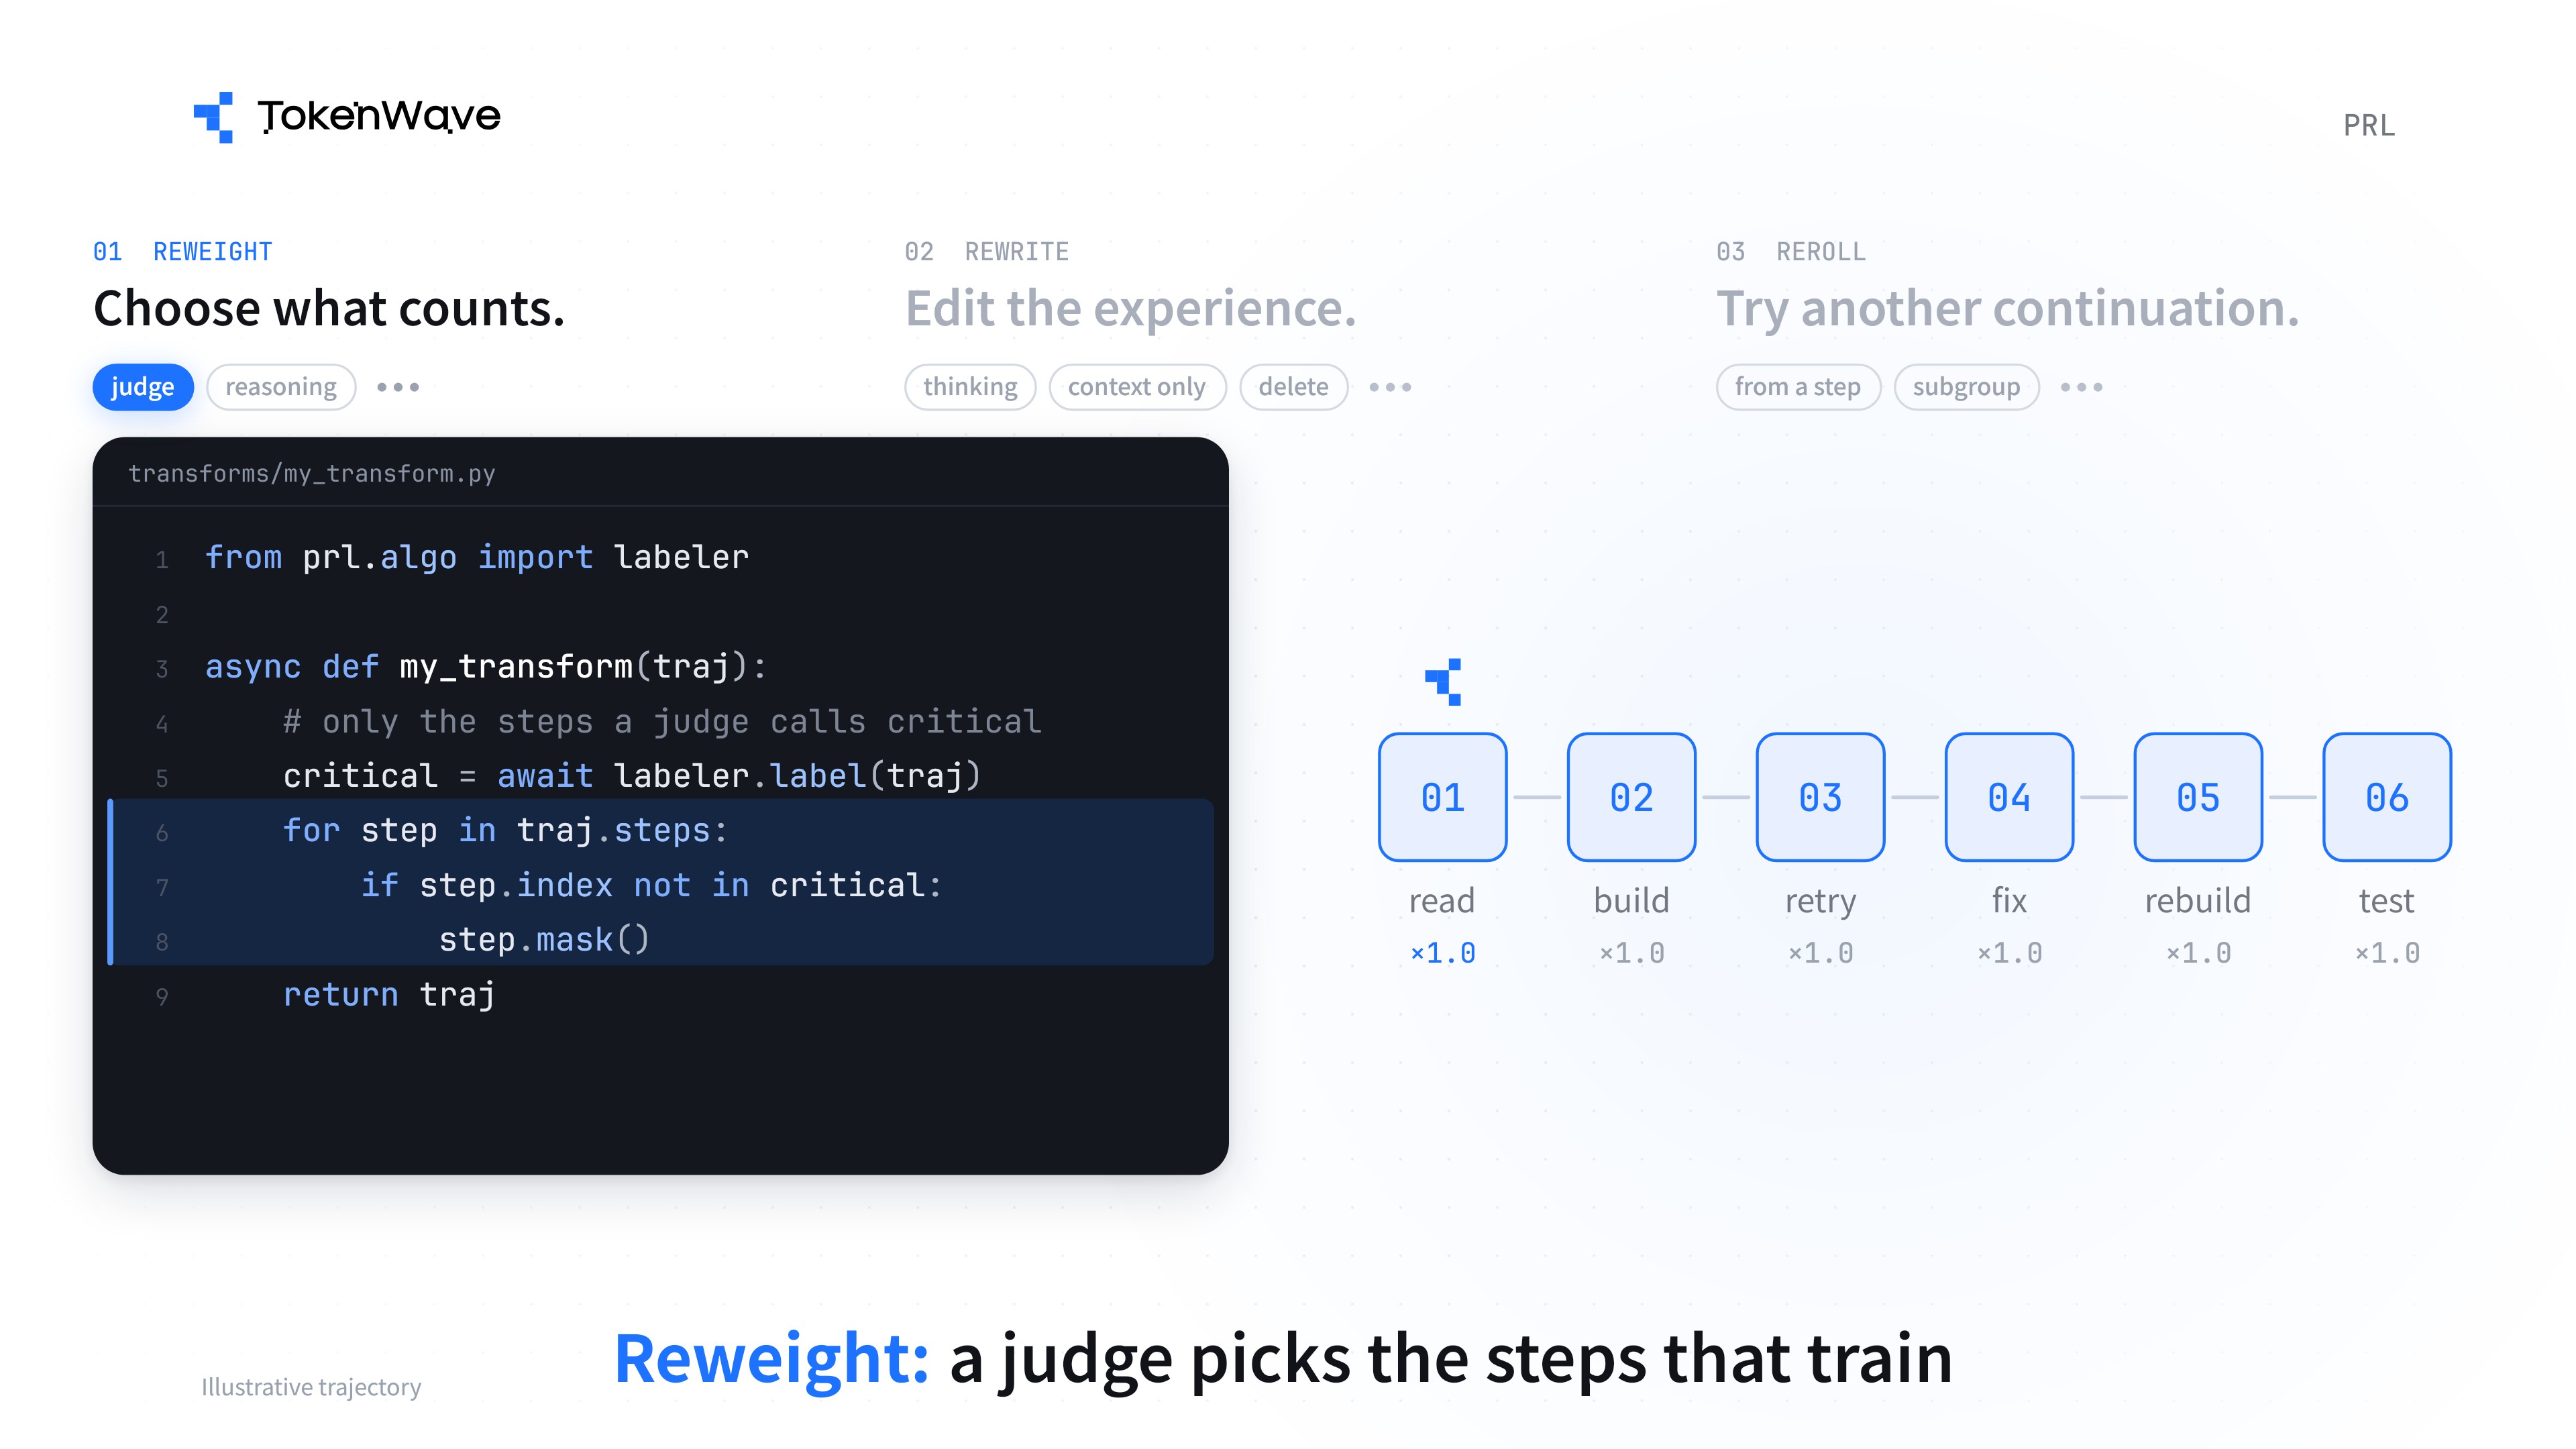 TokenWave
PRL
01 REWEIGHT
Choose what counts.
judge reasoning •••
02 REWRITE
Edit the experience.
thinking context only delete •••
03 REROLL
Try another continuation.
from a step subgroup •••
transforms/my_transform.py
1 from prl.algo import labeler
2
3 async def my_transform(traj):
4     # only the steps a judge calls critical
5     critical = await labeler.label(traj)
6     for step in traj.steps:
7         if step.index not in critical:
8             step.mask()
9     return traj
01 02 03 04 05 06
read build retry fix rebuild test
×1.0 ×1.0 ×1.0 ×1.0 ×1.0 ×1.0
Reweight: a judge picks the steps that train
Illustrative trajectory